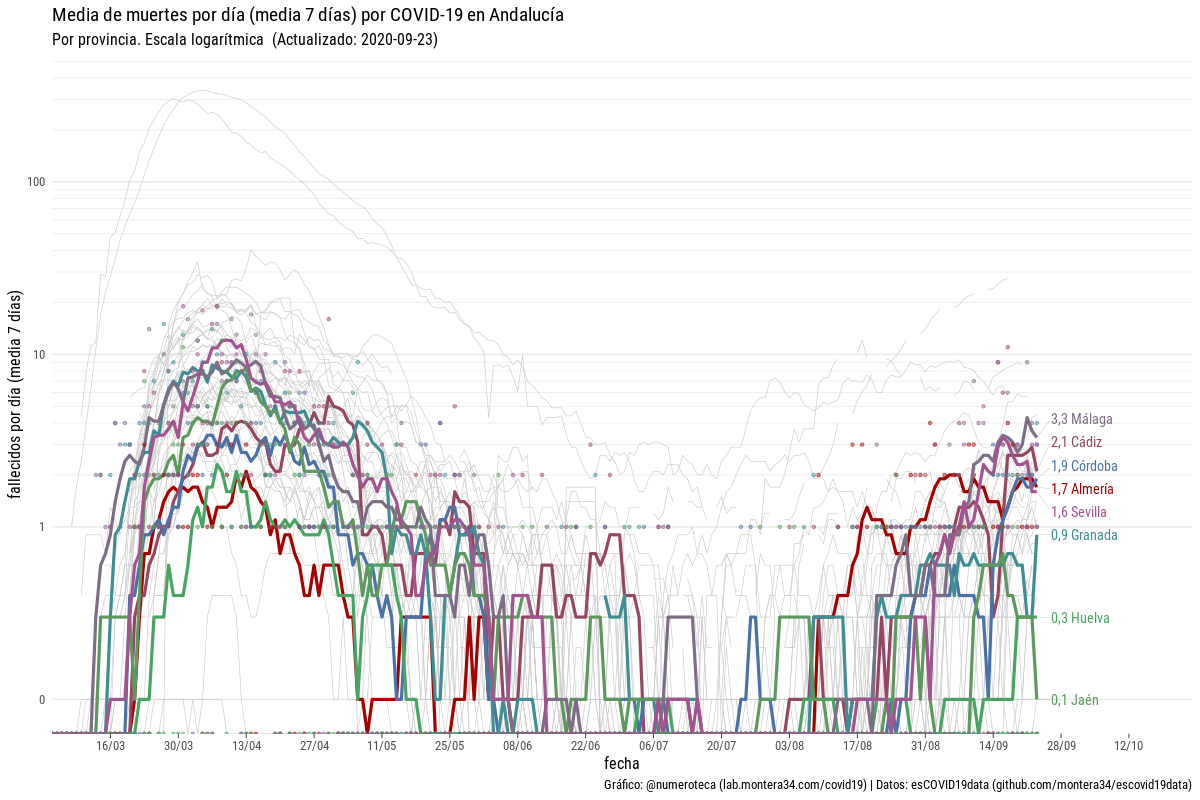 Media de muertes por día (media 7 días) por COVID-19 en Andalucía
Por provincia. Escala logarítmica (Actualizado: 2020-09-23)
fallecidos por día (media 7 días)
100
10
1
0
3,3 Málaga
2,1 Cádiz
1,9 Córdoba
1,7 Almería
1,6 Sevilla
0,9 Granada
0,3 Huelva
0,1 Jaén
16/03 30/03 13/04 27/04 11/05 25/05 08/06 22/06 06/07 20/07 03/08 17/08 31/08 14/09 28/09 12/10
fecha
Gráfico: @numeroteca (lab.montera34.com/covid19) | Datos: esCOVID19data (github.com/montera34/escovid19data)